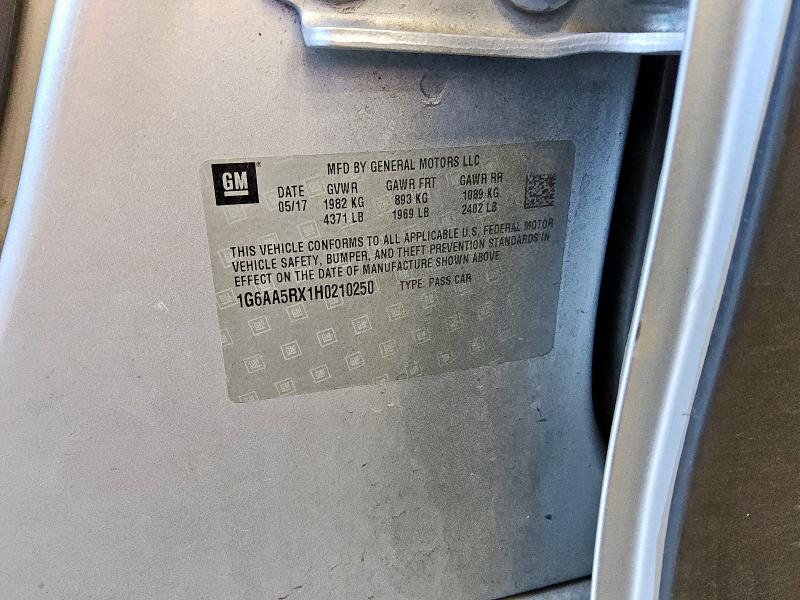 GM
MFD BY GENERAL MOTORS LLC
DATE GVWR GAWR FRT GAWR RR
05/17 1982 KG 893 KG 1089 KG
4371 LB 1969 LB 2402 LB
THIS VEHICLE CONFORMS TO ALL APPLICABLE U.S. FEDERAL MOTOR
VEHICLE SAFETY, BUMPER, AND THEFT PREVENTION STANDARDS IN
EFFECT ON THE DATE OF MANUFACTURE SHOWN ABOVE.
1G6AA5RX1H0210250 TYPE: PASS CAR